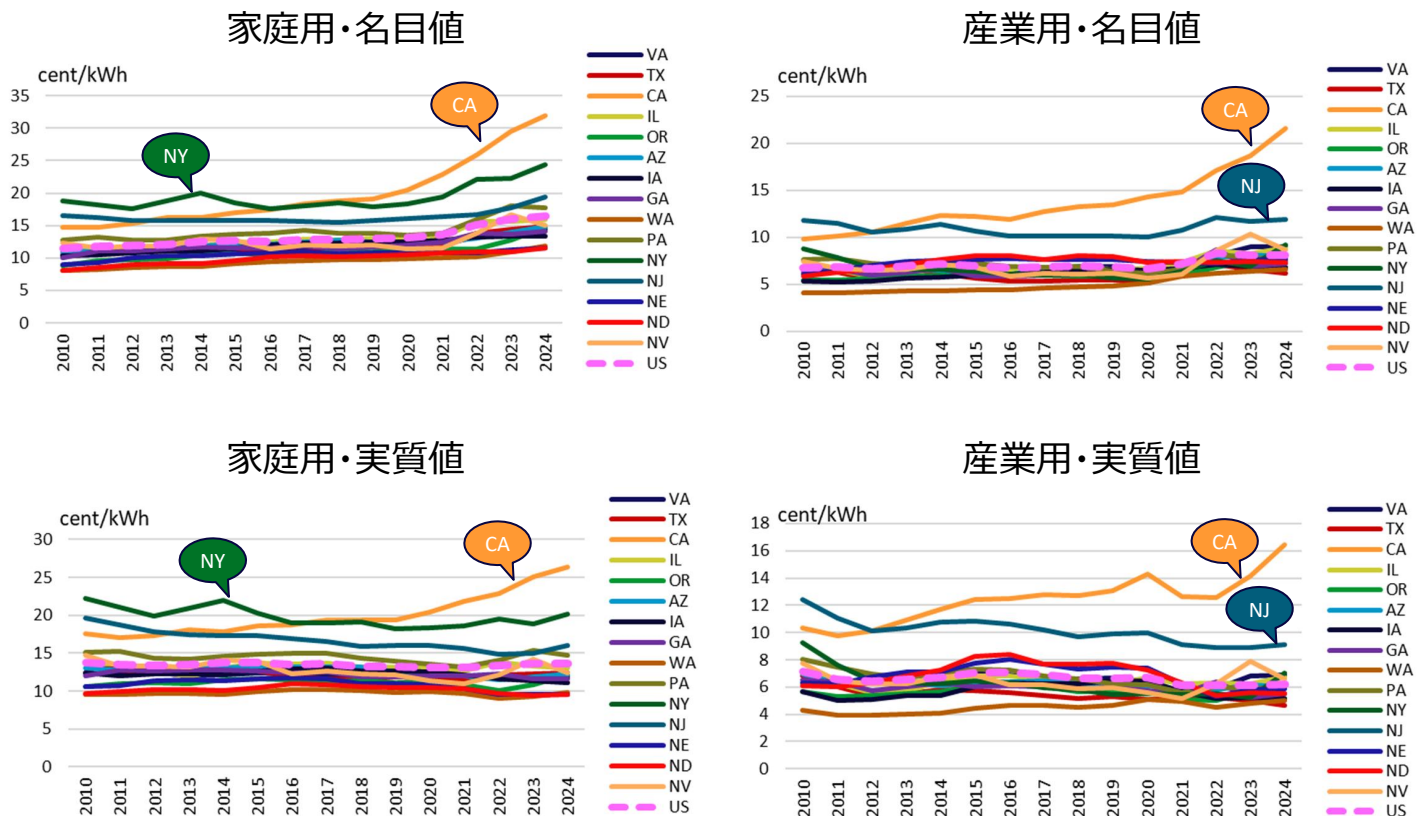 家庭用・名目値
cent/kWh
35
30
25
20
15
10
5
0
NY
CA
2010 2011 2012 2013 2014 2015 2016 2017 2018 2019 2020 2021 2022 2023 2024
VA
TX
CA
IL
OR
AZ
IA
GA
WA
PA
NY
NJ
NE
ND
NV
US
産業用・名目値
cent/kWh
25
20
15
10
5
0
CA
NJ
2010 2011 2012 2013 2014 2015 2016 2017 2018 2019 2020 2021 2022 2023 2024
VA
TX
CA
IL
OR
AZ
IA
GA
WA
PA
NY
NJ
NE
ND
NV
US
家庭用・実質値
cent/kWh
30
25
20
15
10
5
0
NY
CA
2010 2011 2012 2013 2014 2015 2016 2017 2018 2019 2020 2021 2022 2023 2024
VA
TX
CA
IL
OR
AZ
IA
GA
WA
PA
NY
NJ
NE
ND
NV
US
産業用・実質値
cent/kWh
18
16
14
12
10
8
6
4
2
0
CA
NJ
2010 2011 2012 2013 2014 2015 2016 2017 2018 2019 2020 2021 2022 2023 2024
VA
TX
CA
IL
OR
AZ
IA
GA
WA
PA
NY
NJ
NE
ND
NV
US